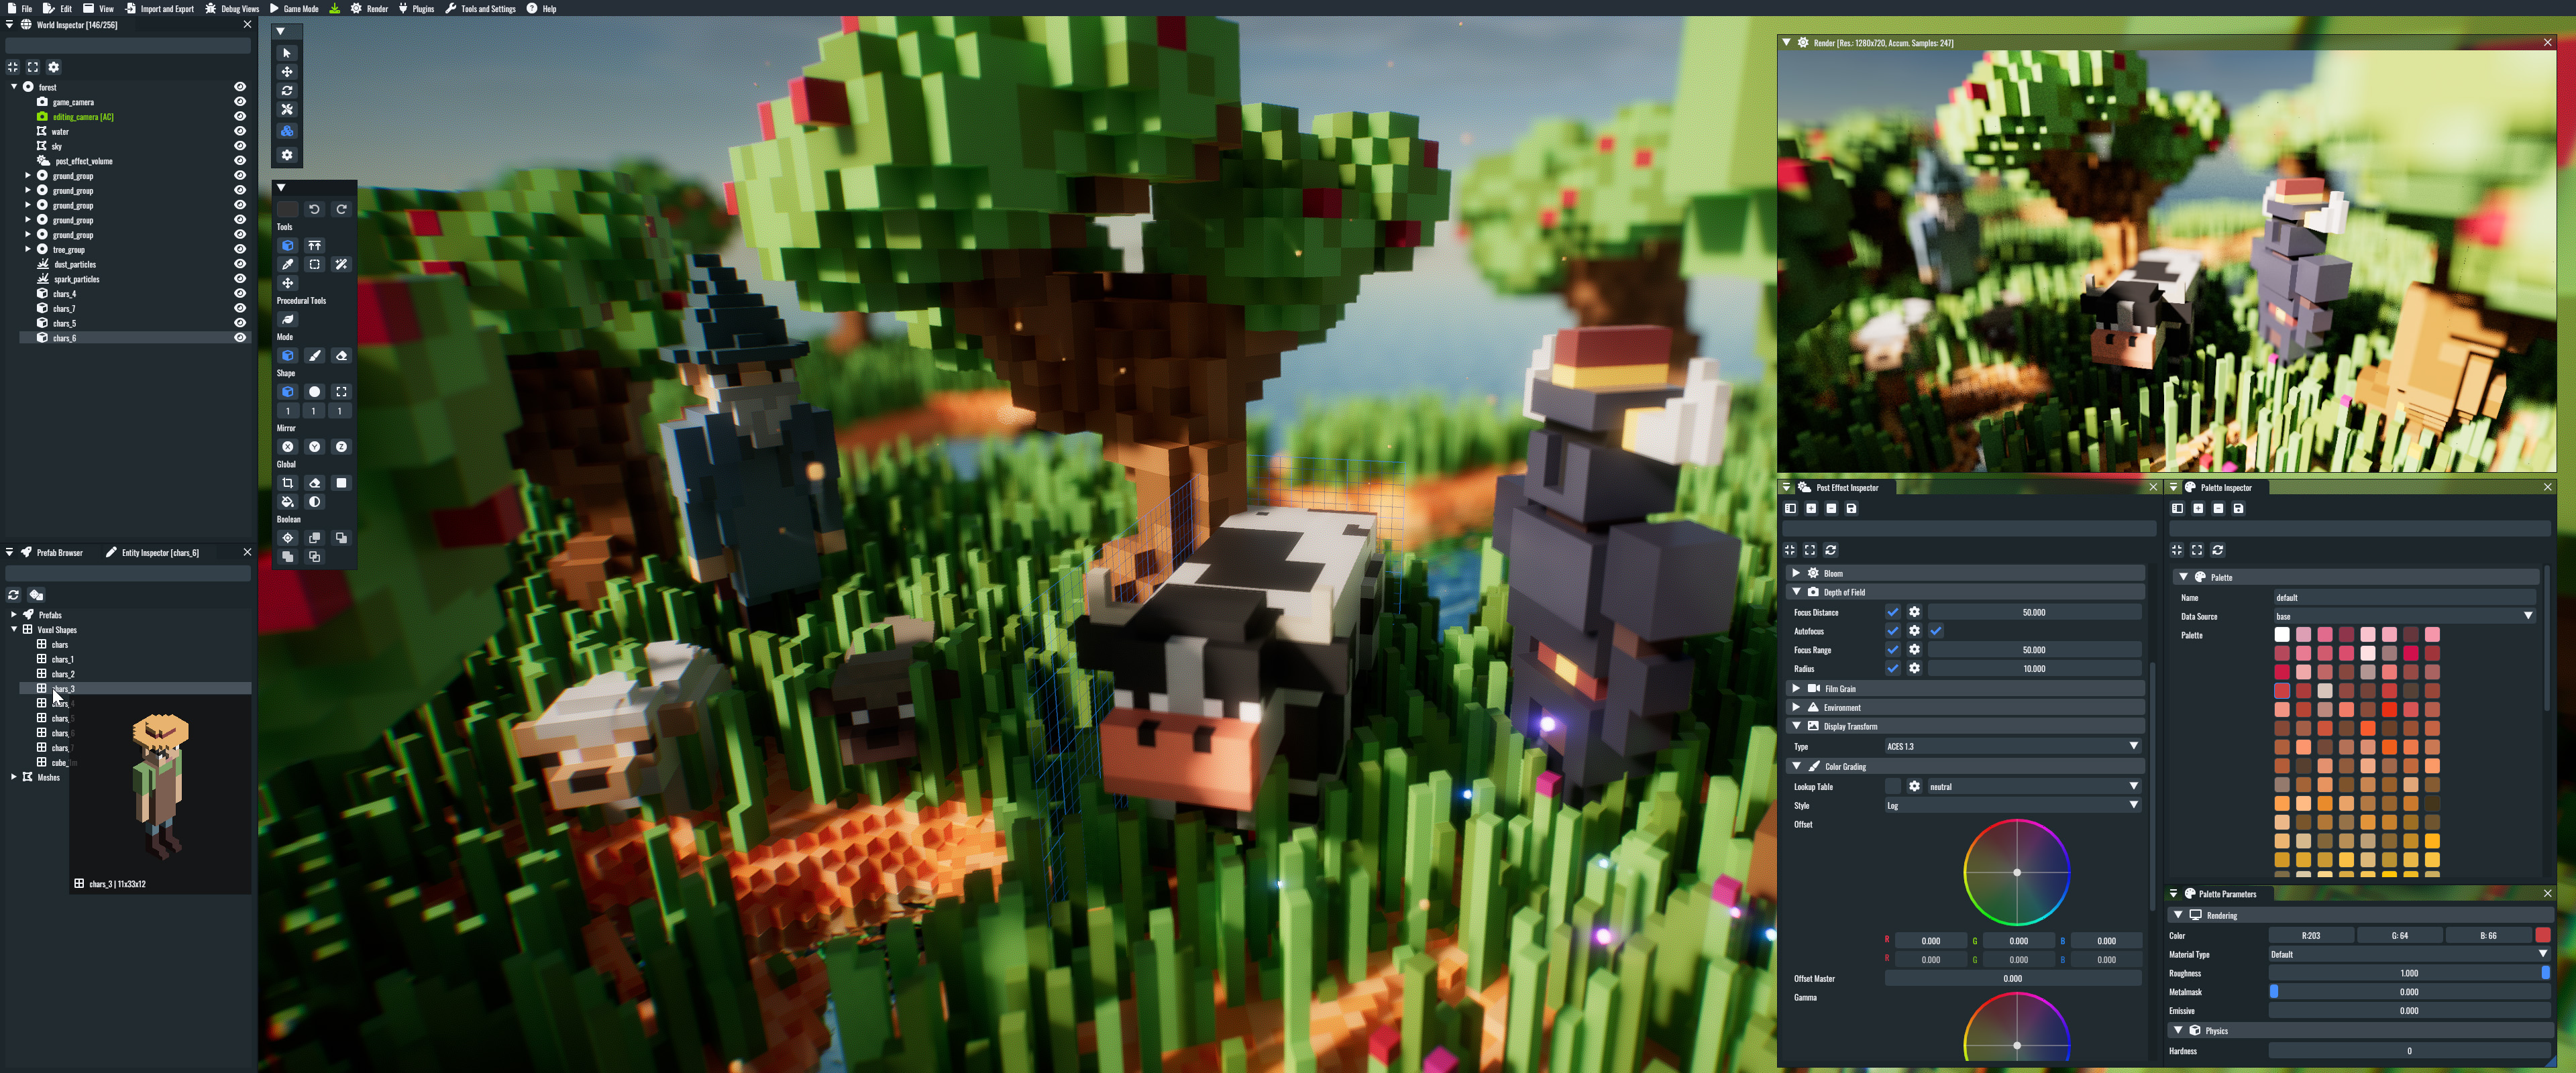 File Edit View Import and Export Debug Views Game Mode Render Plugins Tools and Settings Help
World Inspector [146/256]
forest
game_camera
editing_camera [AC]
water
sky
post_effect_volume
ground_group
ground_group
ground_group
ground_group
ground_group
tree_group
dust_particles
spark_particles
chars_4
chars_7
chars_5
chars_6
Prefab Browser Entity Inspector [chars_6]
Prefabs
Voxel Shapes
chars
chars_1
chars_2
chars_3
chars_4
chars_5
chars_6
chars_7
cube_1m
Meshes
chars_3 | 11x33x12
Tools
Procedural Tools
Mode
Shape
1 1 1
Mirror
X Y Z
Global
Boolean
Render [Res.: 1280x720, Accum. Samples: 247]
Post Effect Inspector
Bloom
Depth of Field
Focus Distance 50.000
Autofocus
Focus Range 50.000
Radius 10.000
Film Grain
Environment
Display Transform
Type ACES 1.3
Color Grading
Lookup Table neutral
Style Log
Offset
R 0.000 G 0.000 B 0.000
R 0.000 G 0.000 B 0.000
Offset Master 0.000
Gamma
Palette Inspector
Palette
Name default
Data Source base
Palette
Palette Parameters
Rendering
Color R:203 G: 64 B: 66
Material Type Default
Roughness 1.000
Metalmask 0.000
Emissive 0.000
Physics
Hardness 0